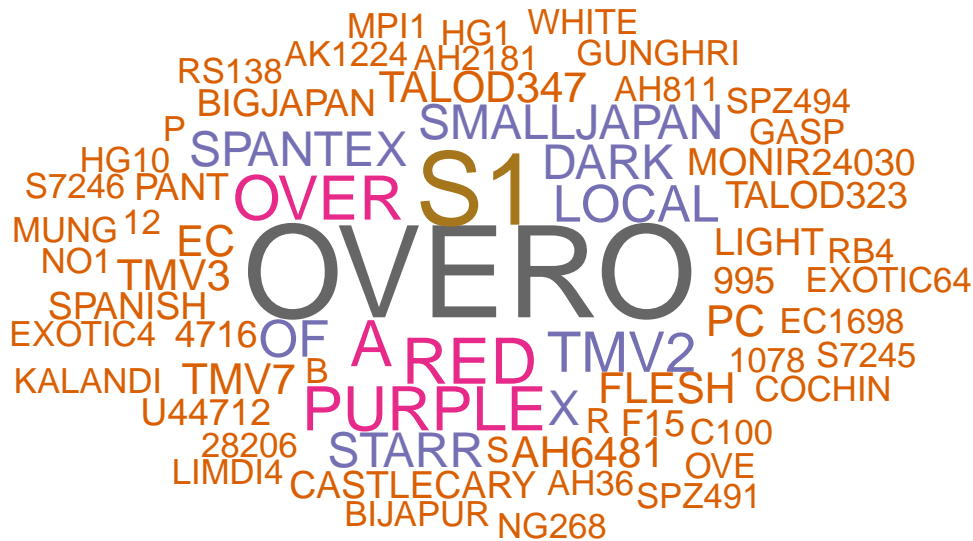 MPI1 HG1 WHITE
AK1224 AH2181 GUNGHRI
RS138 TALOD347 AH811 SPZ494
BIGJAPAN SMALLJAPAN GASP
P SPANTEX S1 DARK MONIR24030
HG10 OVER LOCAL TALOD323
S7246 PANT
MUNG 12 EC OVERO LIGHT RB4
NO1 TMV3 995 EXOTIC64
SPANISH PC EC1698
EXOTIC4 4716 OF A RED TMV2 1078 S7245
KALANDI TMV7 B FLESH COCHIN
U44712 PURPLE X R F15 C100
28206 STARR S AH6481 OVE
LIMDI4 CASTLECARY AH36 SPZ491
BIJAPUR NG268